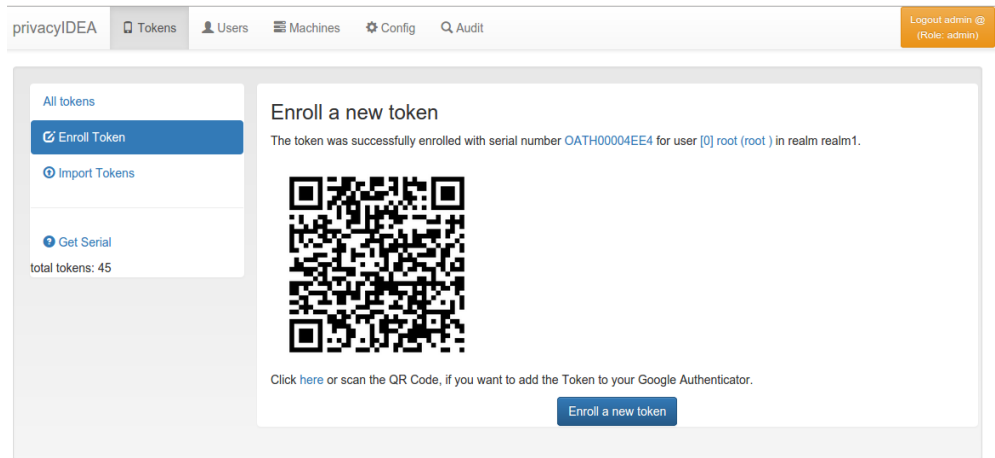 privacyIDEA Tokens Users Machines Config Audit
Logout admin @
(Role: admin)
All tokens
Enroll Token
Import Tokens
Get Serial
total tokens: 45
Enroll a new token
The token was successfully enrolled with serial number OATH00004EE4 for user [0] root (root ) in realm realm1.
Click here or scan the QR Code, if you want to add the Token to your Google Authenticator.
Enroll a new token